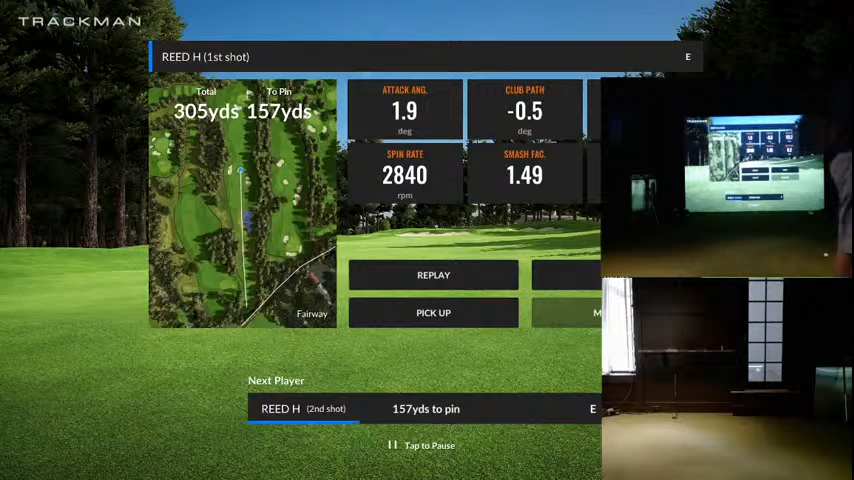 TRACKMAN
REED H (1st shot) E
Total To Pin
305yds 157yds
Fairway
ATTACK ANG.
1.9
deg
CLUB PATH
-0.5
deg
SPIN RATE
2840
rpm
SMASH FAC.
1.49
REPLAY
PICK UP
M
Next Player
REED H (2nd shot) 157yds to pin E
Tap to Pause